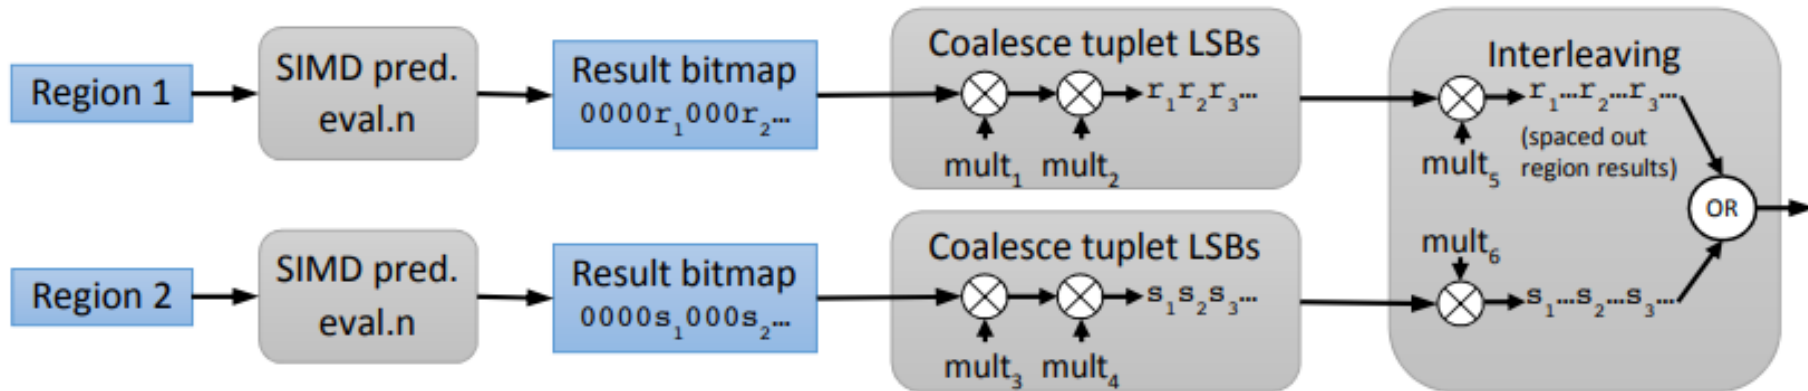 Region 1
SIMD pred.
eval.n
Result bitmap
0000r₁000r₂…
Coalesce tuplet LSBs
r₁r₂r₃…
mult₁ mult₂
Interleaving
r₁…r₂…r₃…
(spaced out
region results)
mult₅
OR
Region 2
SIMD pred.
eval.n
Result bitmap
0000s₁000s₂…
Coalesce tuplet LSBs
s₁s₂s₃…
mult₃ mult₄
mult₆
s₁…s₂…s₃…